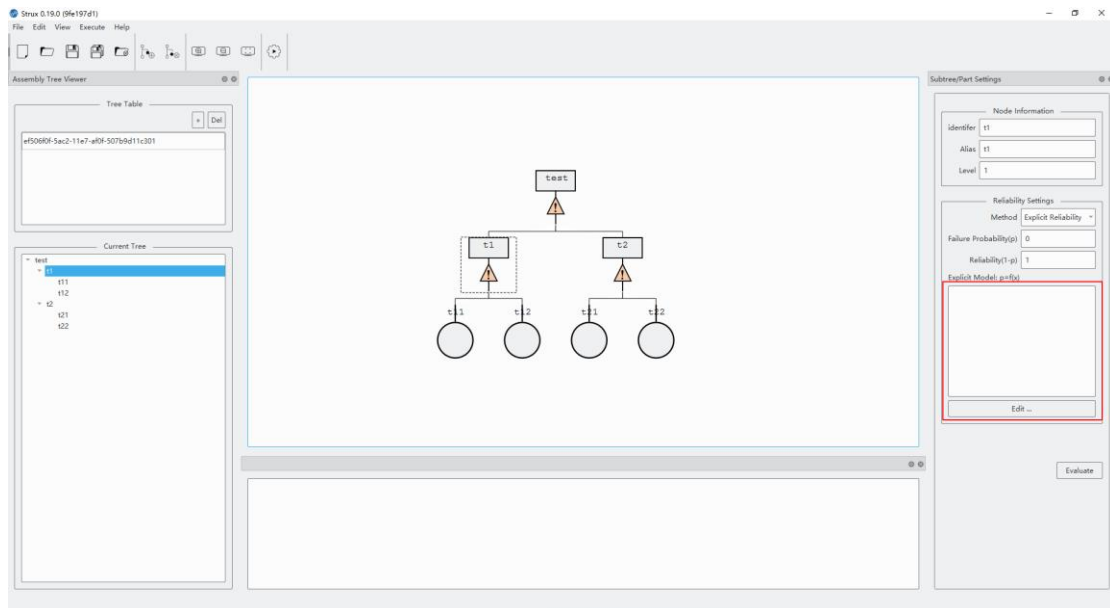 Strux 0.19.0 (9fe197d1)
File Edit View Execute Help
Assembly Tree Viewer
Tree Table
+ Del
ef506f0f-5ac2-11e7-af0f-507b9d11c301
Current Tree
test
t1
t11
t12
t2
t21
t22
test
t1 t2
t11 t12 t21 t22
Subtree/Part Settings
Node Information
identifer t1
Alias t1
Level 1
Reliability Settings
Method Explicit Reliability
Failure Probability(p) 0
Reliability(1-p) 1
Explicit Model: p=f(x)
Edit ...
Evaluate